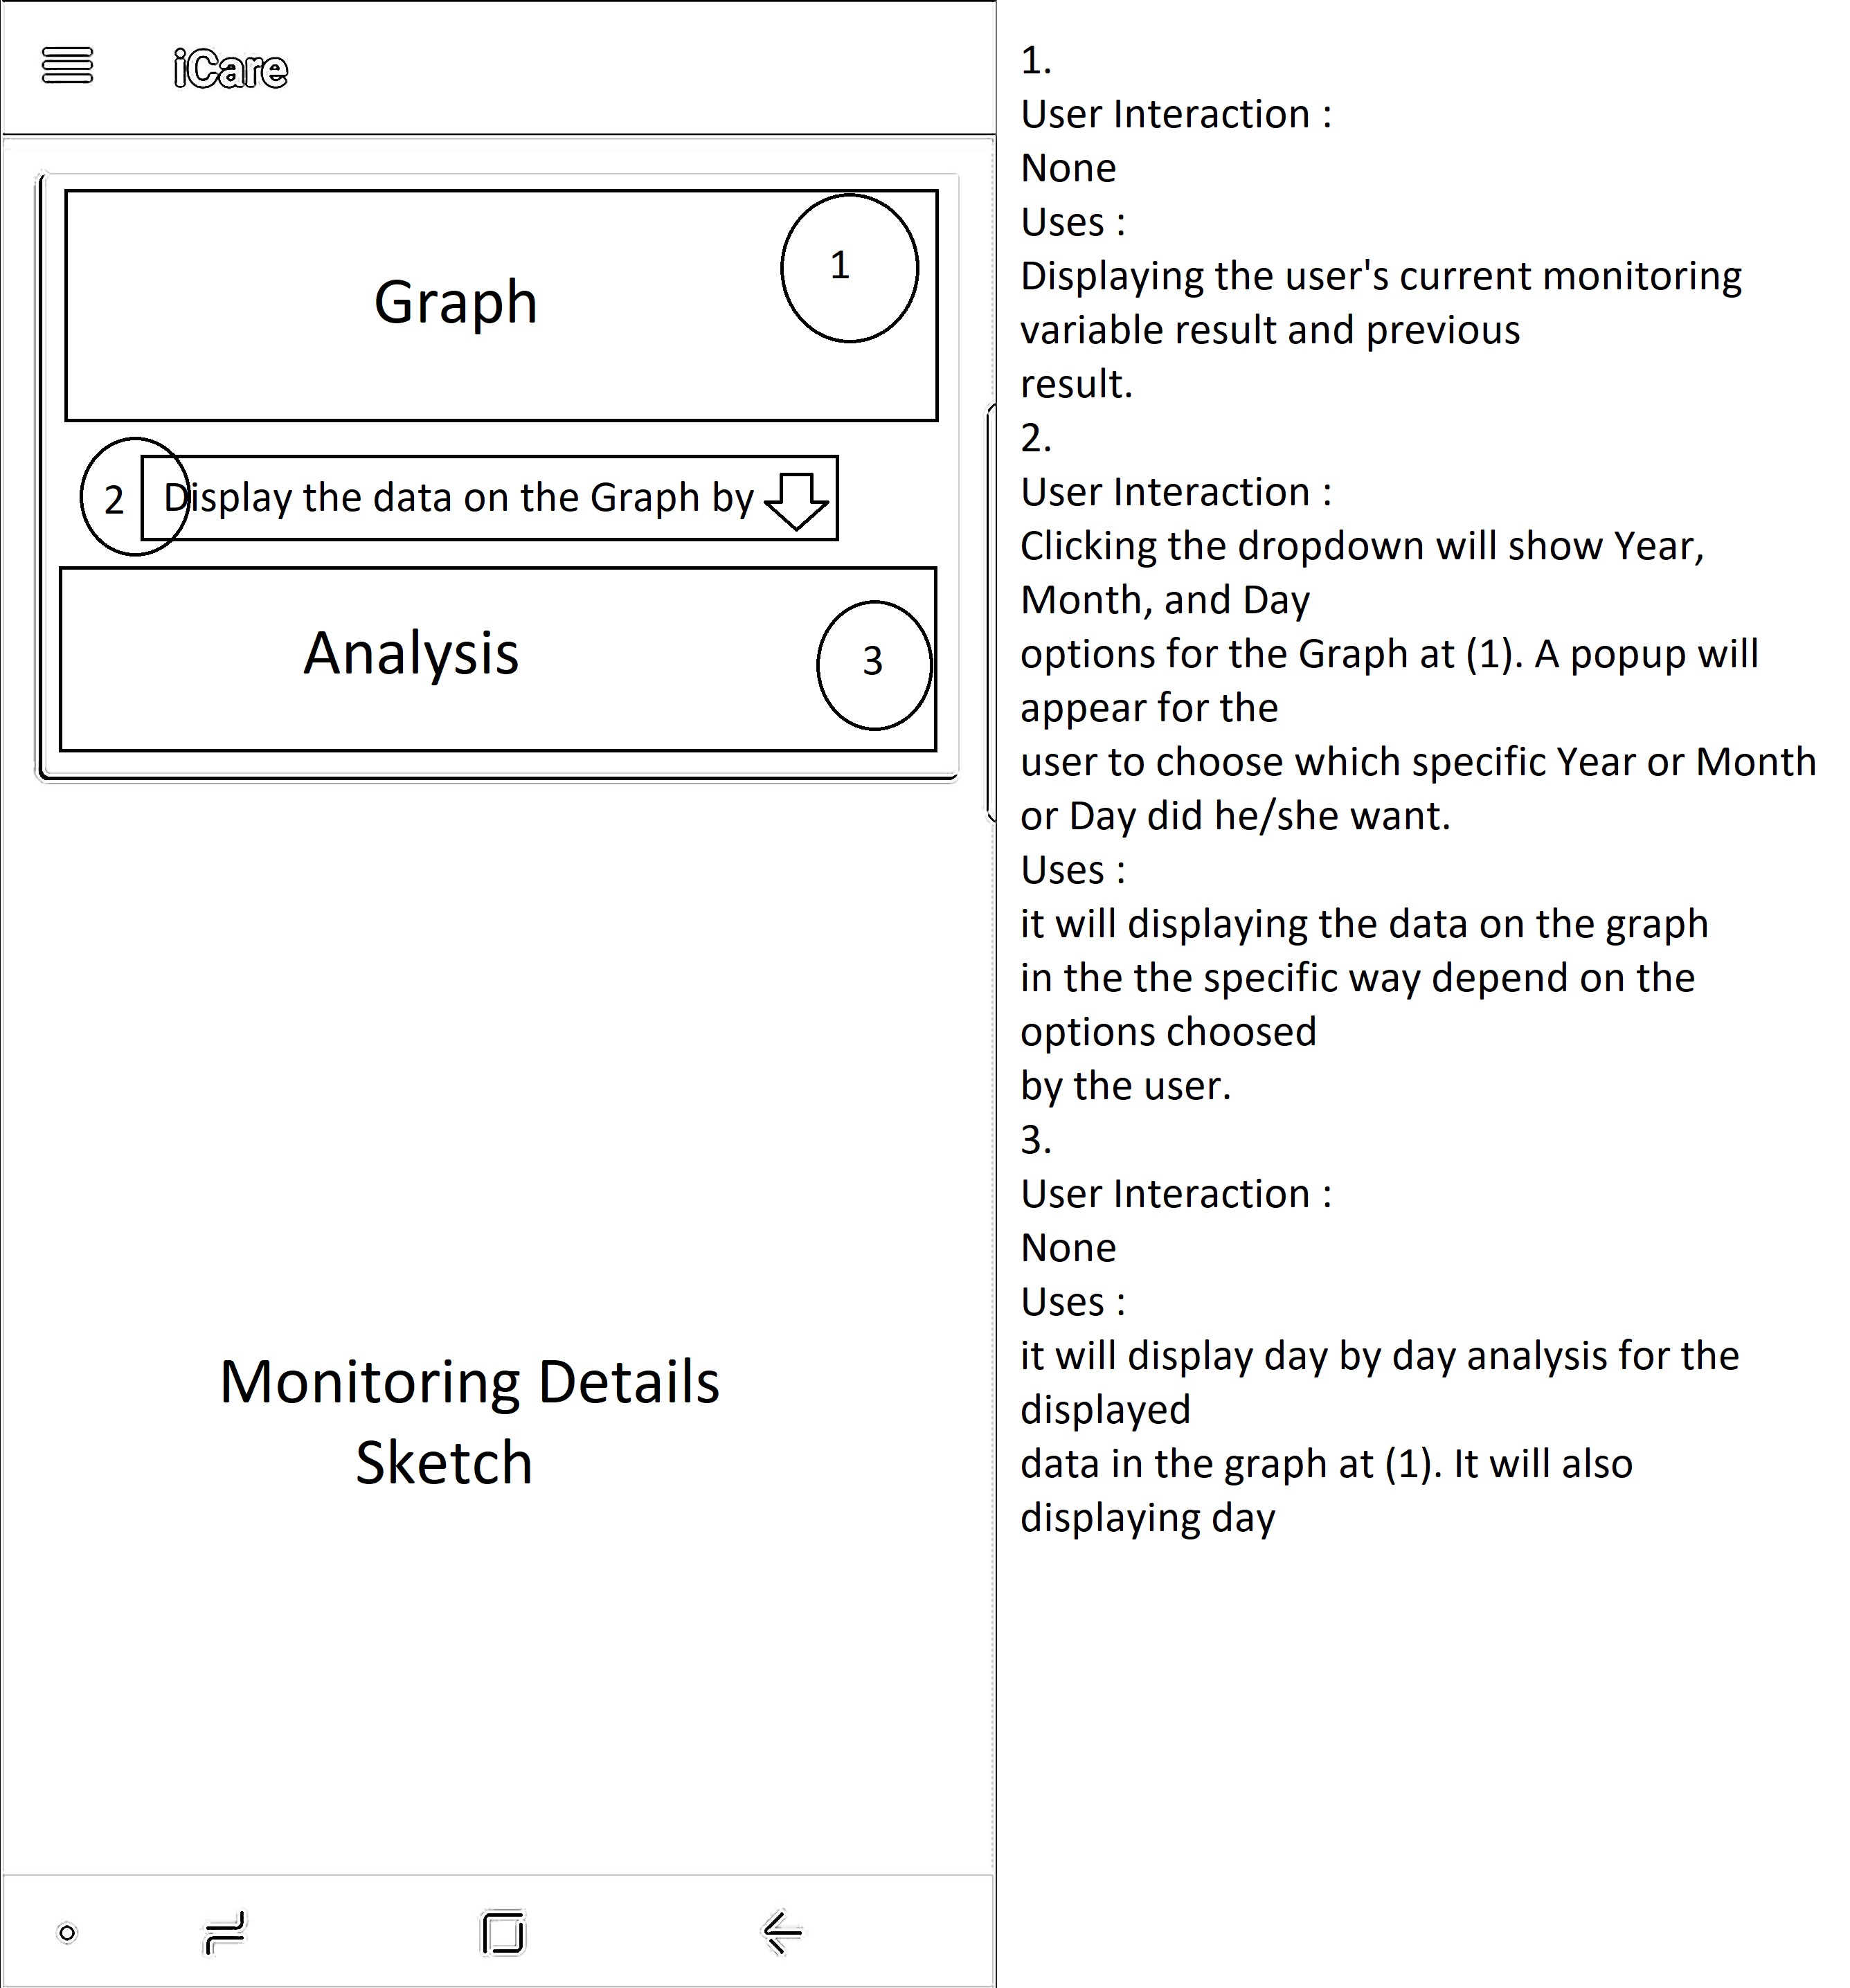 iCare
Graph
1
2
Display the data on the Graph by
Analysis
3
Monitoring Details
Sketch
1.
User Interaction :
None
Uses :
Displaying the user's current monitoring
variable result and previous
result.
2.
User Interaction :
Clicking the dropdown will show Year,
Month, and Day
options for the Graph at (1). A popup will
appear for the
user to choose which specific Year or Month
or Day did he/she want.
Uses :
it will displaying the data on the graph
in the the specific way depend on the
options choosed
by the user.
3.
User Interaction :
None
Uses :
it will display day by day analysis for the
displayed
data in the graph at (1). It will also
displaying day